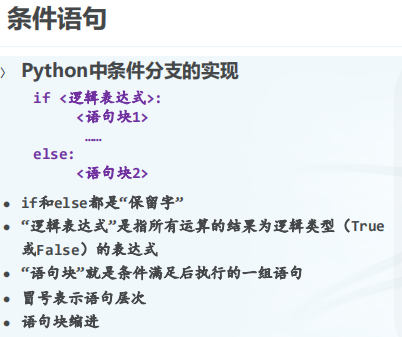 条件语句
Python中条件分支的实现
if <逻辑表达式>:
<语句块1>
……
else:
<语句块2>
• if和else都是“保留字”
• “逻辑表达式”是指所有运算的结果为逻辑类型（True
或False）的表达式
• “语句块”就是条件满足后执行的一组语句
• 冒号表示语句层次
• 语句块缩进